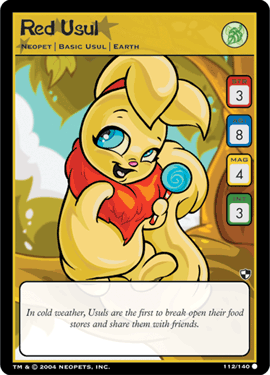 Red Usul
NEOPET | BASIC USUL | EARTH
3
8
MAG
4
INT
3
In cold weather, Usuls are the first to break open their food
stores and share them with friends.
TM & © 2004 NEOPETS, INC.
112/140